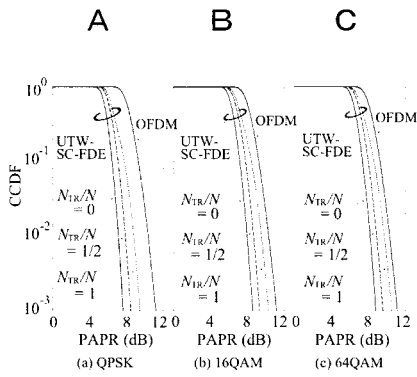 A B C
10^0
10^-1
10^-2
10^-3
CCDF
OFDM
UTW-
SC-FDE
N_TR/N
= 0
N_TR/N
= 1/2
N_TR/N
= 1
0 4 8 12
PAPR (dB)
(a) QPSK
OFDM
UTW-
SC-FDE
N_TR/N
= 0
N_TR/N
= 1/2
N_TR/N
= 1
0 4 8 12
PAPR (dB)
(b) 16QAM
OFDM
UTW-
SC-FDE
N_TR/N
= 0
N_TR/N
= 1/2
N_TR/N
= 1
0 4 8 12
PAPR (dB)
(c) 64QAM